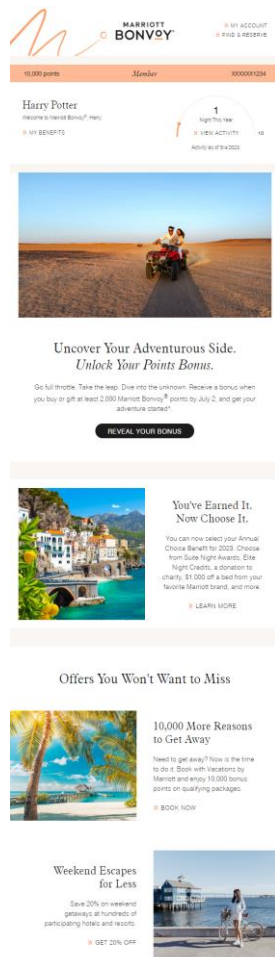 MARRIOTT
BONVOY
» MY ACCOUNT
» FIND & RESERVE
10,000 points
Member
XXXXXX1234
Harry Potter
Welcome to Marriott Bonvoy®, Harry
» MY BENEFITS
1
Night This Year
» VIEW ACTIVITY
10
Activity as of
Uncover Your Adventurous Side.
Unlock Your Points Bonus.
Go full throttle. Take the leap. Dive into the unknown. Receive a bonus when
you buy or gift at least 2,000 Marriott Bonvoy® points by July 2, and get your
adventure started*.
REVEAL YOUR BONUS
You've Earned It.
Now Choose It.
You can now select your Annual
Choice Benefit for 2023. Choose
from Suite Night Awards, Elite
Night Credits, a donation to
charity, $1,000 off a bed from your
favorite Marriott brand, and more.
» LEARN MORE
Offers You Won't Want to Miss
10,000 More Reasons
to Get Away
Need to get away? Now is the time
to do it. Book with Vacations by
Marriott and enjoy 10,000 bonus
points on qualifying packages.
» BOOK NOW
Weekend Escapes
for Less
Save 20% on weekend
getaways at hundreds of
participating hotels and resorts.
» GET 20% OFF